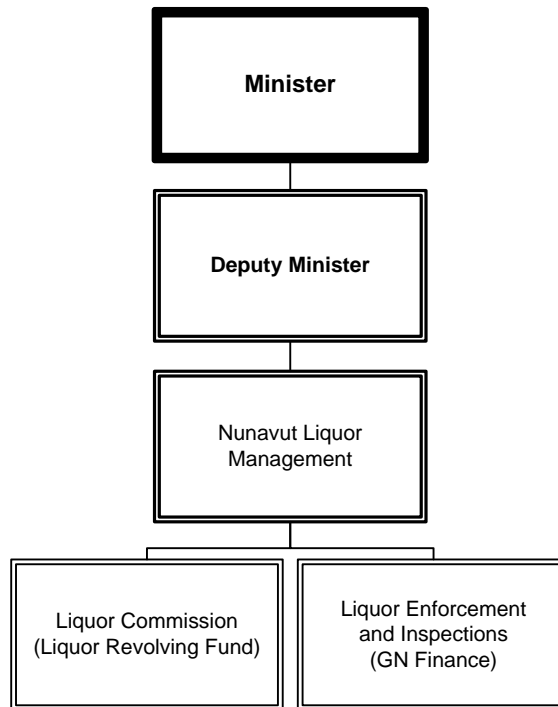 Minister
Deputy Minister
Nunavut Liquor
Management
Liquor Commission
(Liquor Revolving Fund)
Liquor Enforcement
and Inspections
(GN Finance)